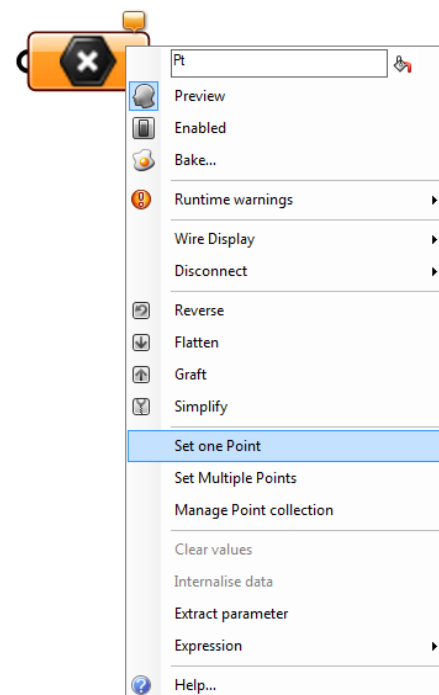 Pt
Preview
Enabled
Bake...
Runtime warnings
Wire Display
Disconnect
Reverse
Flatten
Graft
Simplify
Set one Point
Set Multiple Points
Manage Point collection
Clear values
Internalise data
Extract parameter
Expression
Help...